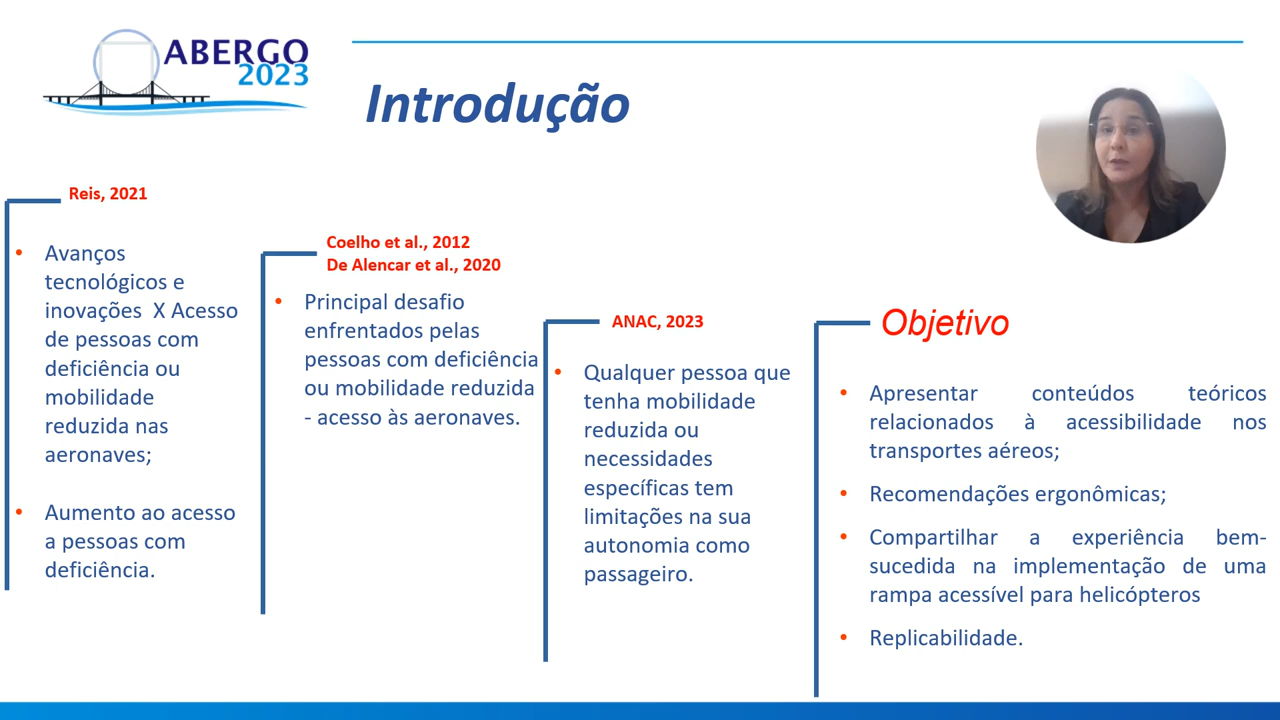 ABERGO
2023
Introdução
Reis, 2021
• Avanços
tecnológicos e
inovações X Acesso
de pessoas com
deficiência ou
mobilidade
reduzida nas
aeronaves;
• Aumento ao acesso
a pessoas com
deficiência.
Coelho et al., 2012
De Alencar et al., 2020
• Principal desafio
enfrentados pelas
pessoas com deficiência
ou mobilidade reduzida
- acesso às aeronaves.
ANAC, 2023
• Qualquer pessoa que
tenha mobilidade
reduzida ou
necessidades
específicas tem
limitações na sua
autonomia como
passageiro.
Objetivo
• Apresentar conteúdos teóricos
relacionados à acessibilidade nos
transportes aéreos;
• Recomendações ergonômicas;
• Compartilhar a experiência bem-
sucedida na implementação de uma
rampa acessível para helicópteros
• Replicabilidade.